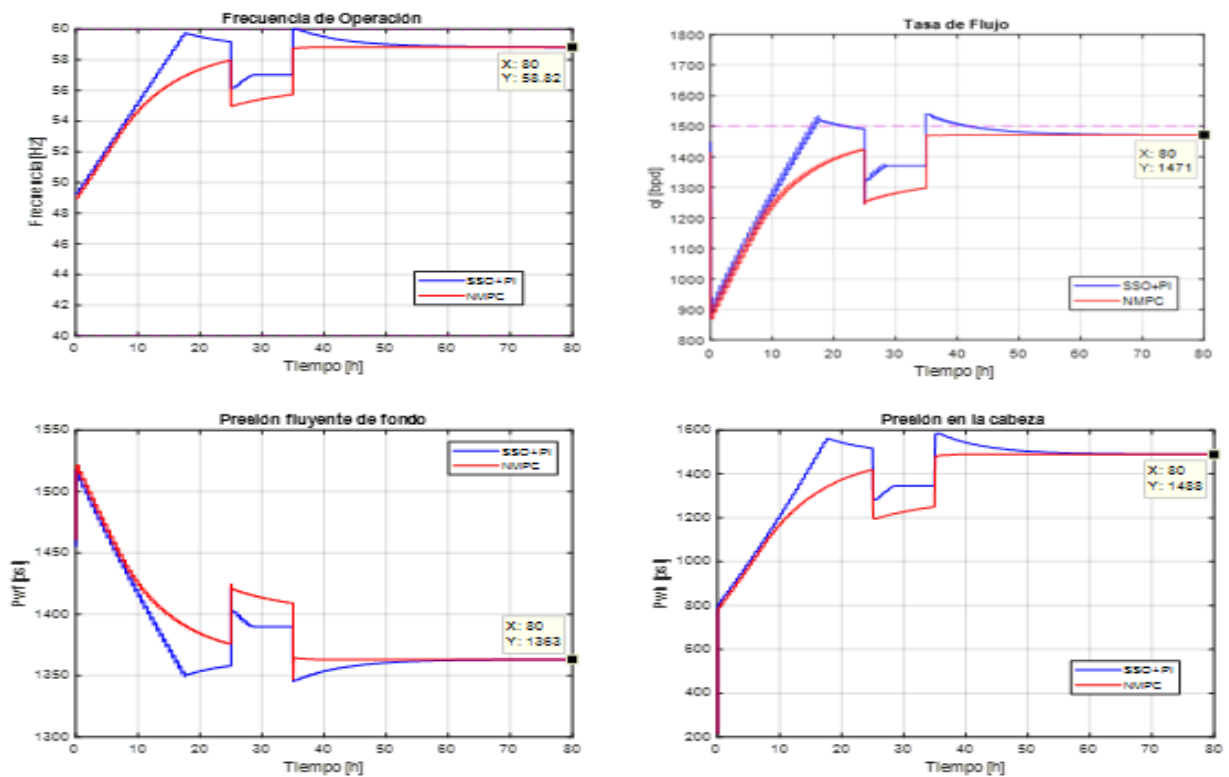 Frecuencia de Operación
60
58
56
54
52
50
48
46
44
42
40
Frecuencia [Hz]
X: 80
Y: 58.82
SSO+PI
NMPC
0 10 20 30 40 50 60 70 80
Tiempo [h]
Tasa de Flujo
1800
1700
1600
1500
1400
1300
1200
1100
1000
900
800
ql [bpd]
X: 80
Y: 1471
SSO+PI
NMPC
0 10 20 30 40 50 60 70 80
Tiempo [h]
Presión fluyente de fondo
1550
1500
1450
1400
1350
1300
Pwf [psi]
SSO+PI
NMPC
X: 80
Y: 1363
0 10 20 30 40 50 60 70 80
Tiempo [h]
Presión en la cabeza
1600
1400
1200
1000
800
600
400
200
Pwh [psi]
X: 80
Y: 1488
SSO+PI
NMPC
0 10 20 30 40 50 60 70 80
Tiempo [h]